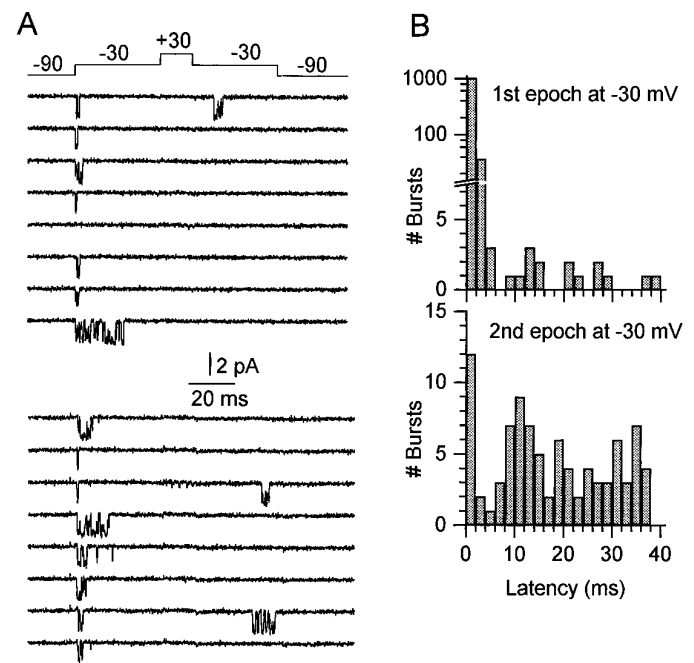 A
-90 -30 +30 -30 -90
2 pA
20 ms
B
1000
100
5
0
# Bursts
1st epoch at -30 mV
15
10
5
0
# Bursts
2nd epoch at -30 mV
0 10 20 30 40
Latency (ms)